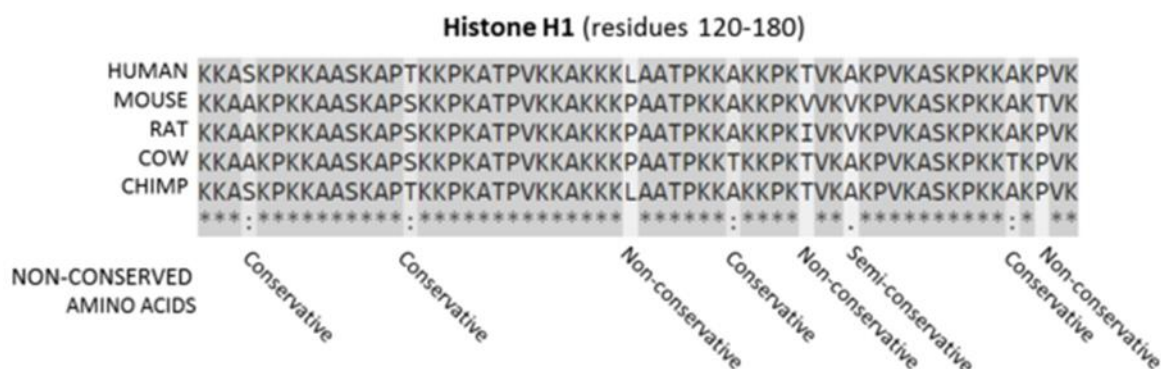 Histone H1 (residues 120-180)
HUMAN KKASKPKKAASKAPTKKPKATPVKKAKKKLAATPKKAKKPKTVKAKPVKASKPKKAKPVK
MOUSE KKAAKPKKAASKAPSKKPKATPVKKAKKKPAATPKKAKKPKVVKVKPVKASKPKKAKTVK
RAT KKAAKPKKAASKAPSKKPKATPVKKAKKKPAATPKKAKKPKIVKVKPVKASKPKKAKPVK
COW KKAAKPKKAASKAPSKKPKATPVKKAKKKPAATPKKTKKPKTVKAKPVKASKPKKTKPVK
CHIMP KKASKPKKAASKAPTKKPKATPVKKAKKKLAATPKKAKKPKTVKAKPVKASKPKKAKPVK
***:**********:************** ******:**** **.**********:* **
NON-CONSERVED
AMINO ACIDS
Conservative
Conservative
Non-conservative
Conservative
Non-conservative
Semi-conservative
Conservative
Non-conservative